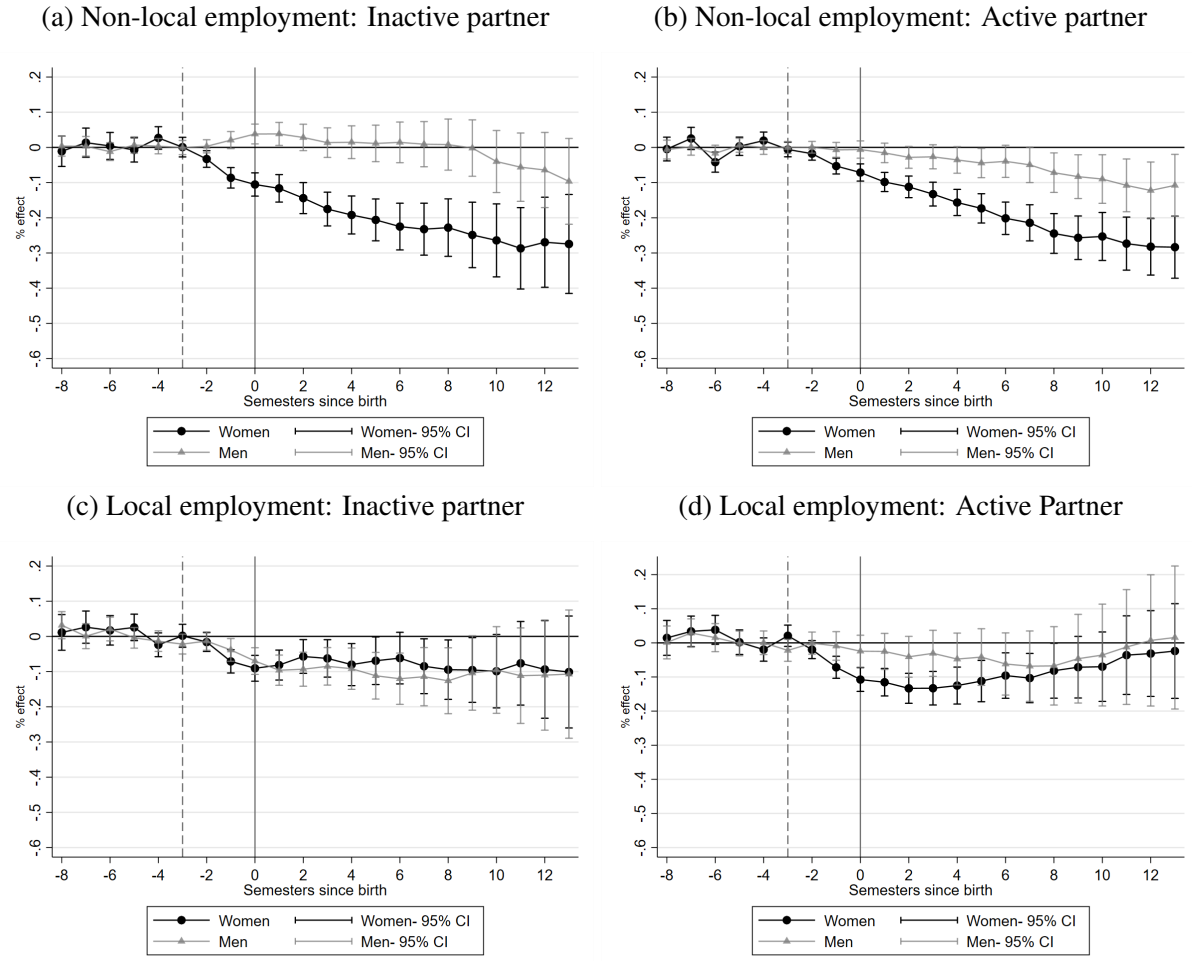 (a) Non-local employment: Inactive partner
% effect
.2
.1
0
-.1
-.2
-.3
-.4
-.5
-.6
-8 -6 -4 -2 0 2 4 6 8 10 12
Semesters since birth
Women Women- 95% CI
Men Men- 95% CI
(b) Non-local employment: Active partner
% effect
.2
.1
0
-.1
-.2
-.3
-.4
-.5
-.6
-8 -6 -4 -2 0 2 4 6 8 10 12
Semesters since birth
Women Women- 95% CI
Men Men- 95% CI
(c) Local employment: Inactive partner
% effect
.2
.1
0
-.1
-.2
-.3
-.4
-.5
-.6
-8 -6 -4 -2 0 2 4 6 8 10 12
Semesters since birth
Women Women- 95% CI
Men Men- 95% CI
(d) Local employment: Active Partner
% effect
.2
.1
0
-.1
-.2
-.3
-.4
-.5
-.6
-8 -6 -4 -2 0 2 4 6 8 10 12
Semesters since birth
Women Women- 95% CI
Men Men- 95% CI